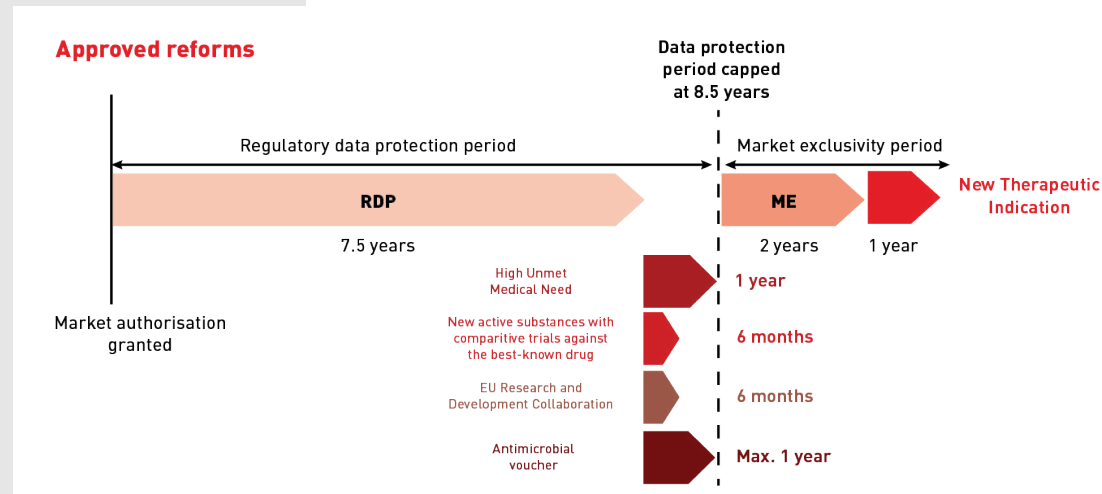 Approved reforms
Data protection
period capped
at 8.5 years
Regulatory data protection period
Market exclusivity period
RDP
ME
New Therapeutic
Indication
7.5 years
2 years
1 year
High Unmet
Medical Need
1 year
Market authorisation
granted
New active substances with
comparitive trials against
the best-known drug
6 months
EU Research and
Development Collaboration
6 months
Antimicrobial
voucher
Max. 1 year